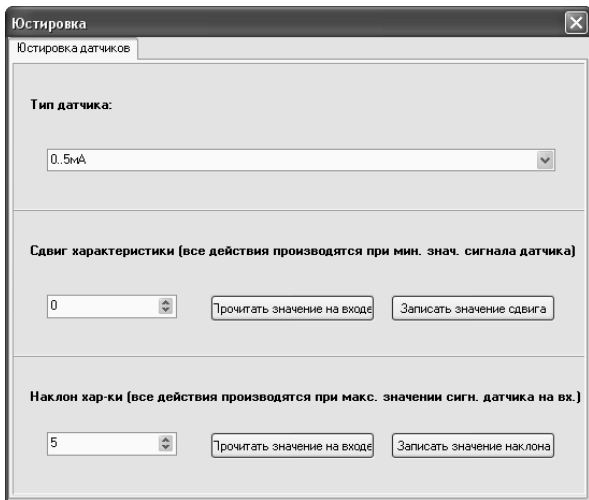 Юстировка
Юстировка датчиков
Тип датчика:
0..5мА
Сдвиг характеристики (все действия производятся при мин. знач. сигнала датчика)
0 Прочитать значение на входе Записать значение сдвига
Наклон хар-ки (все действия производятся при макс. значении сигн. датчика на вх.)
5 Прочитать значение на входе Записать значение наклона